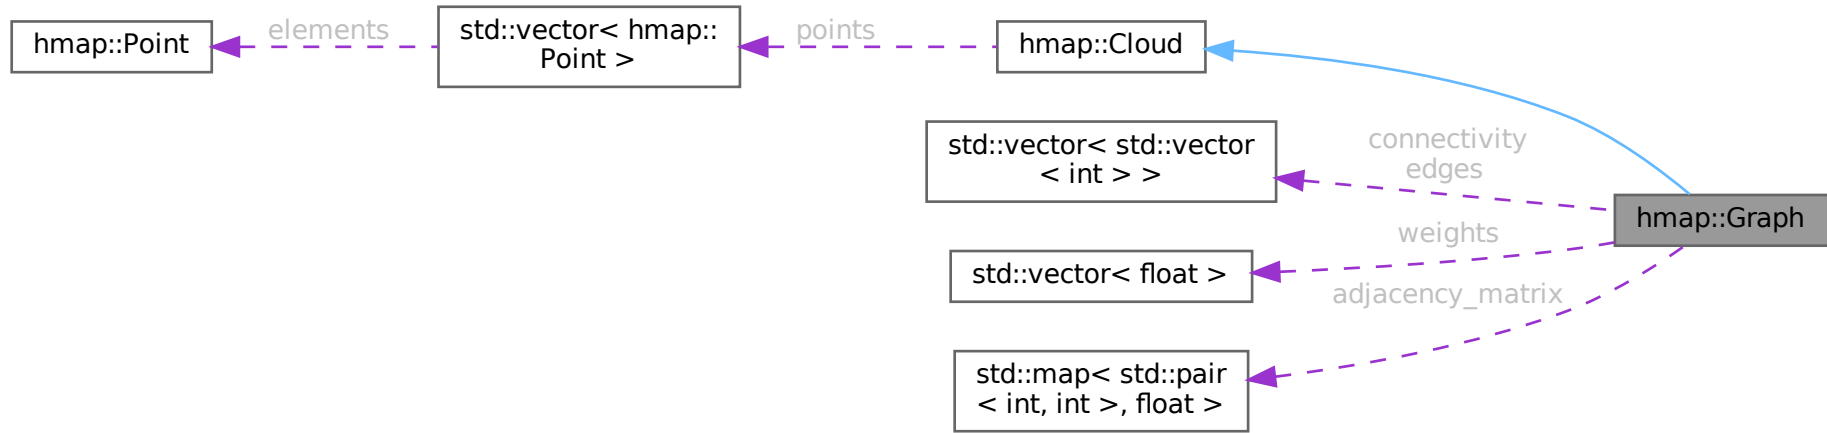 hmap::Point
elements
std::vector< hmap::
Point >
points
hmap::Cloud
std::vector< std::vector
< int > >
connectivity
edges
hmap::Graph
weights
std::vector< float >
adjacency_matrix
std::map< std::pair
< int, int >, float >